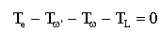 Tₑ − T_ω' − T_ω − T_L = 0